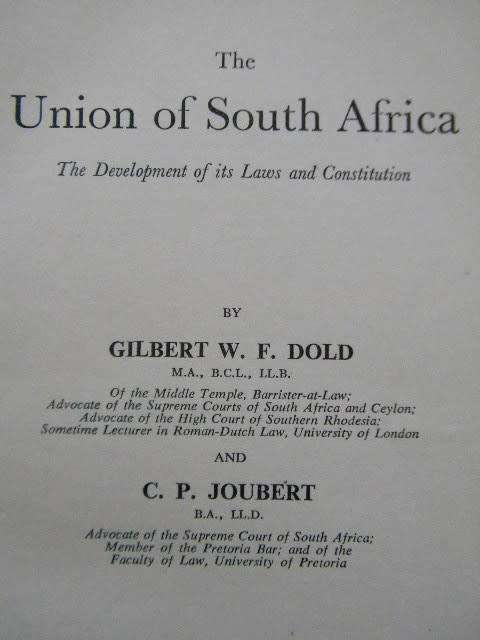 The
Union of South Africa
The Development of its Laws and Constitution
BY
GILBERT W. F. DOLD
M.A., B.C.L., LL.B.
Of the Middle Temple, Barrister-at-Law;
Advocate of the Supreme Courts of South Africa and Ceylon;
Advocate of the High Court of Southern Rhodesia;
Sometime Lecturer in Roman-Dutch Law, University of London
AND
C. P. JOUBERT
B.A., LL.D.
Advocate of the Supreme Court of South Africa;
Member of the Pretoria Bar; and of the
Faculty of Law, University of Pretoria